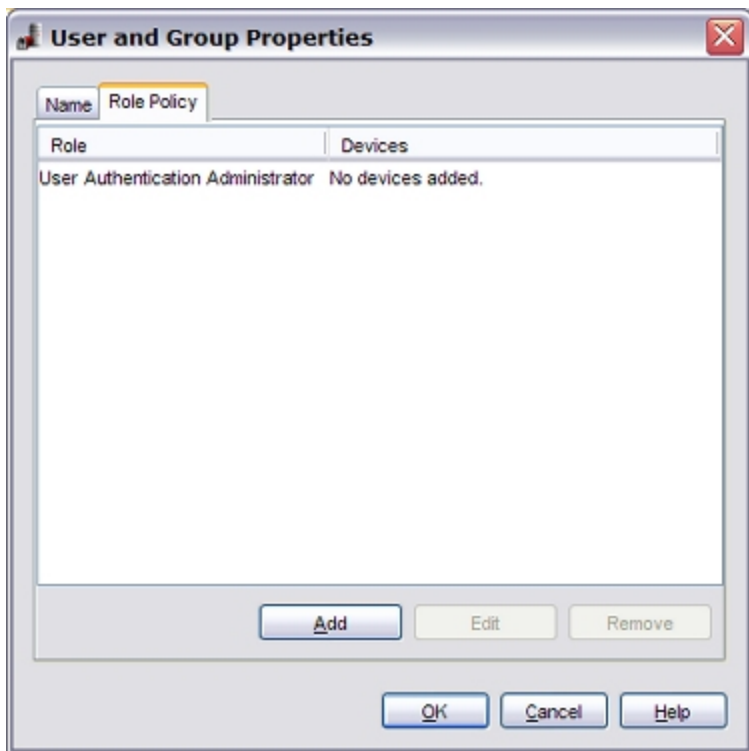 User and Group Properties
Name Role Policy
Role Devices
User Authentication Administrator No devices added.
Add Edit Remove
OK Cancel Help